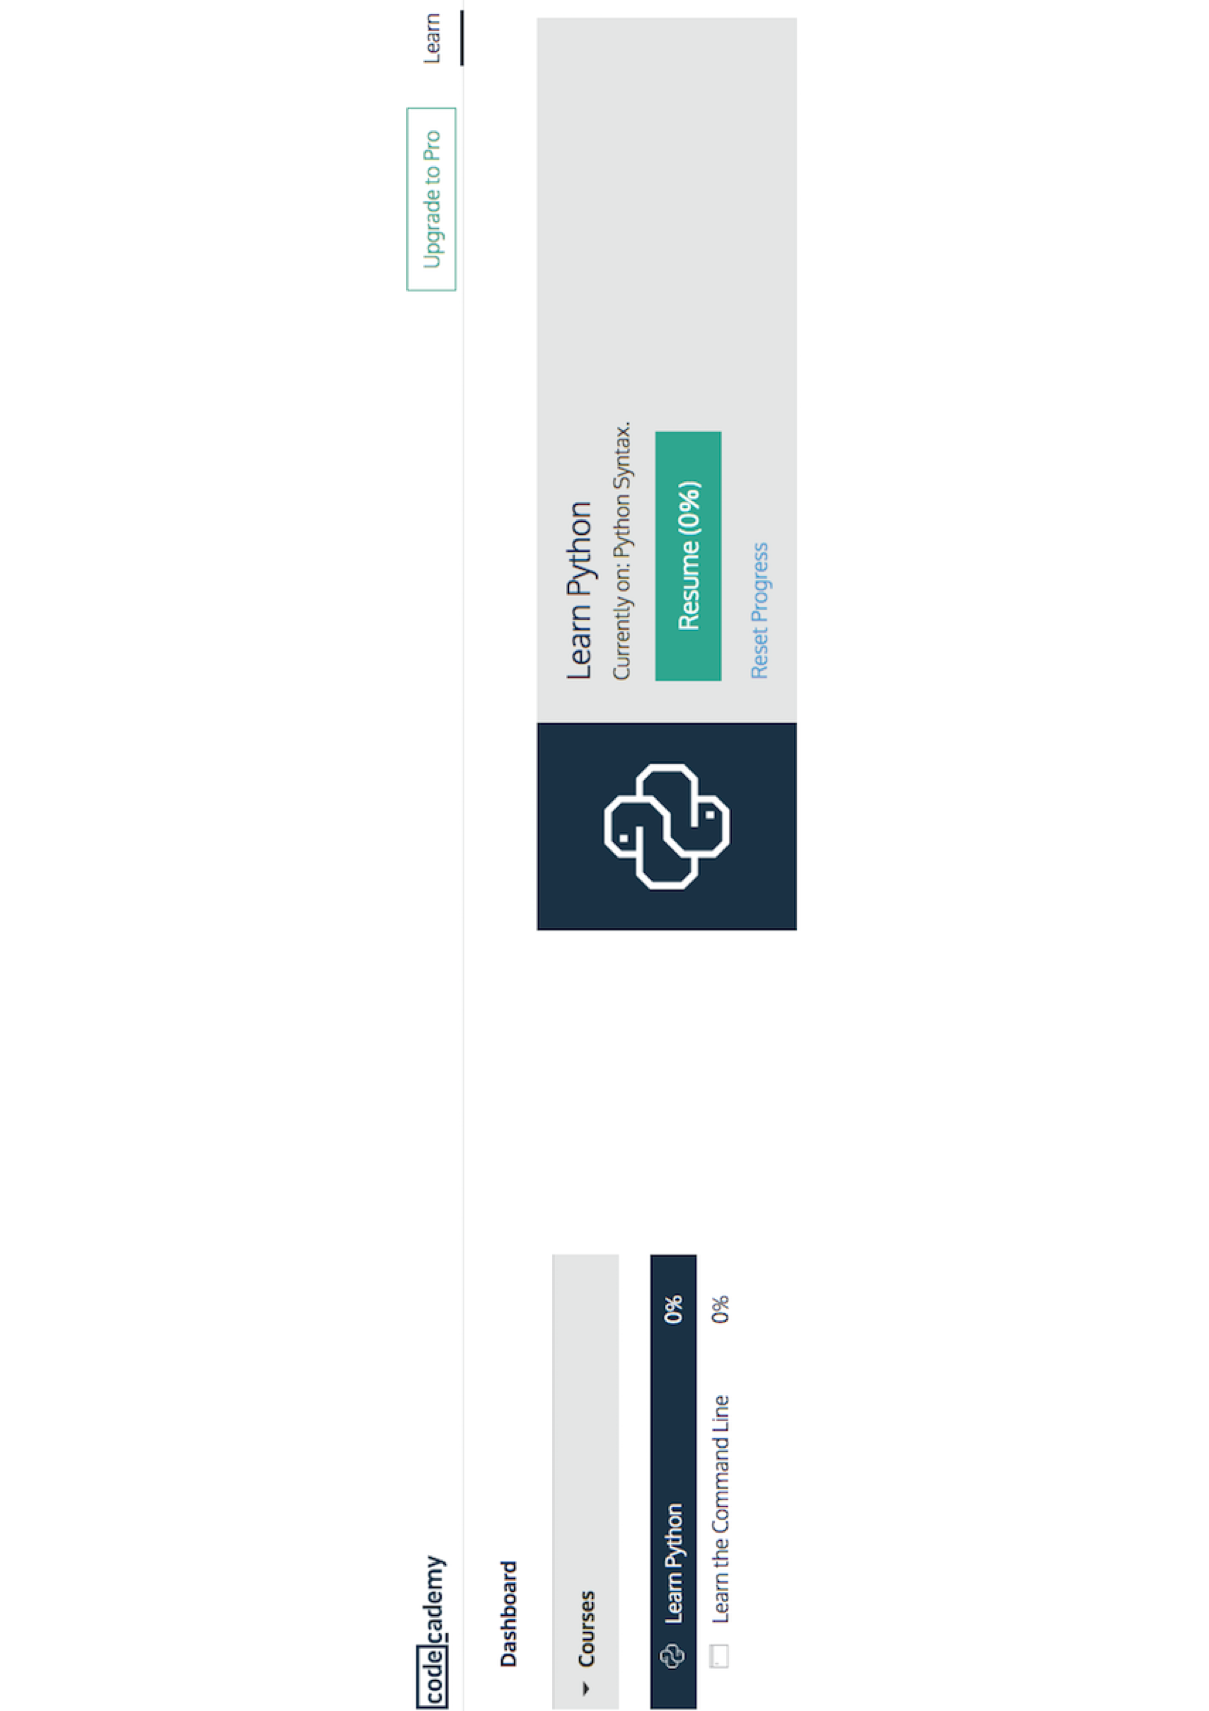 codecademy
Upgrade to Pro
Learn
Dashboard
Courses
Learn Python 0%
Learn the Command Line 0%
Learn Python
Currently on: Python Syntax.
Resume (0%)
Reset Progress